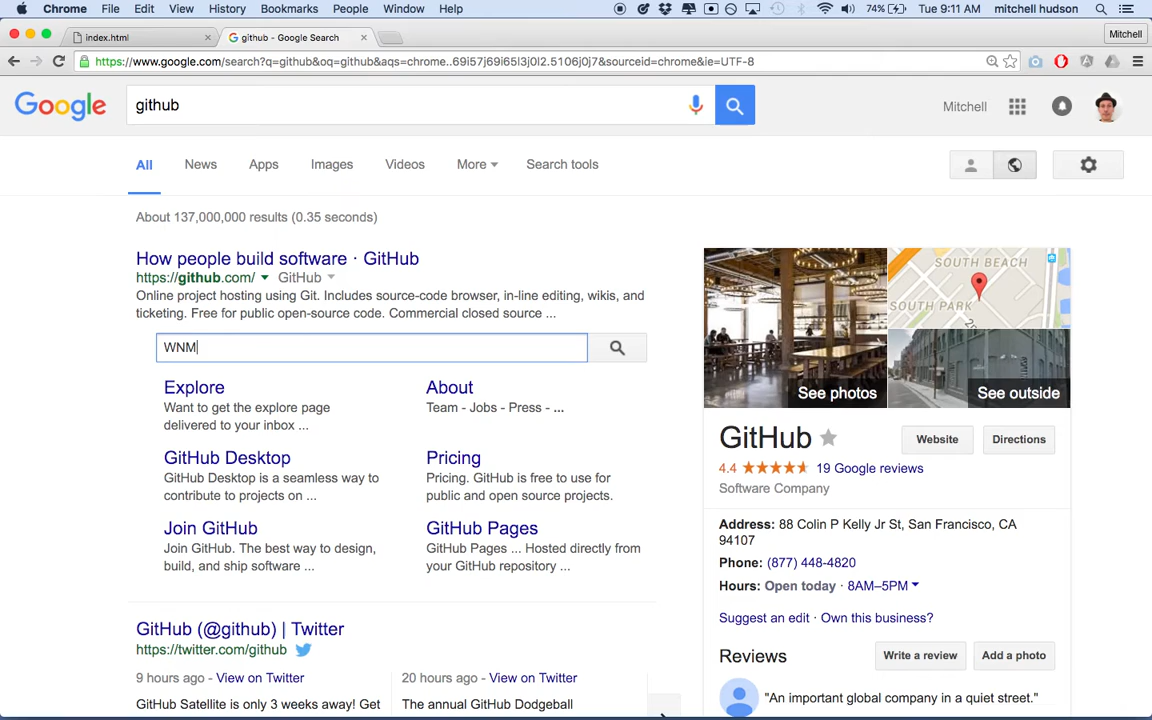 Chrome File Edit View History Bookmarks People Window Help 74% Tue 9:11 AM mitchell hudson
index.html github - Google Search Mitchell
https://www.google.com/search?q=github&oq=github&aqs=chrome..69i57j69i65l3j0l2.5106j0j7&sourceid=chrome&ie=UTF-8
Google github Mitchell
All News Apps Images Videos More Search tools
About 137,000,000 results (0.35 seconds)
How people build software · GitHub
https://github.com/ GitHub
Online project hosting using Git. Includes source-code browser, in-line editing, wikis, and
ticketing. Free for public open-source code. Commercial closed source ...
WNM
Explore
Want to get the explore page
delivered to your inbox ...
About
Team - Jobs - Press - ...
GitHub Desktop
GitHub Desktop is a seamless way to
contribute to projects on ...
Pricing
Pricing. GitHub is free to use for
public and open source projects.
Join GitHub
Join GitHub. The best way to design,
build, and ship software ...
GitHub Pages
GitHub Pages ... Hosted directly from
your GitHub repository ...
GitHub (@github) | Twitter
https://twitter.com/github
9 hours ago - View on Twitter
GitHub Satellite is only 3 weeks away! Get
20 hours ago - View on Twitter
The annual GitHub Dodgeball
SOUTH BEACH
SOUTH PARK
See photos
See outside
GitHub
Website Directions
4.4 19 Google reviews
Software Company
Address: 88 Colin P Kelly Jr St, San Francisco, CA
94107
Phone: (877) 448-4820
Hours: Open today · 8AM–5PM
Suggest an edit · Own this business?
Reviews
Write a review Add a photo
"An important global company in a quiet street."